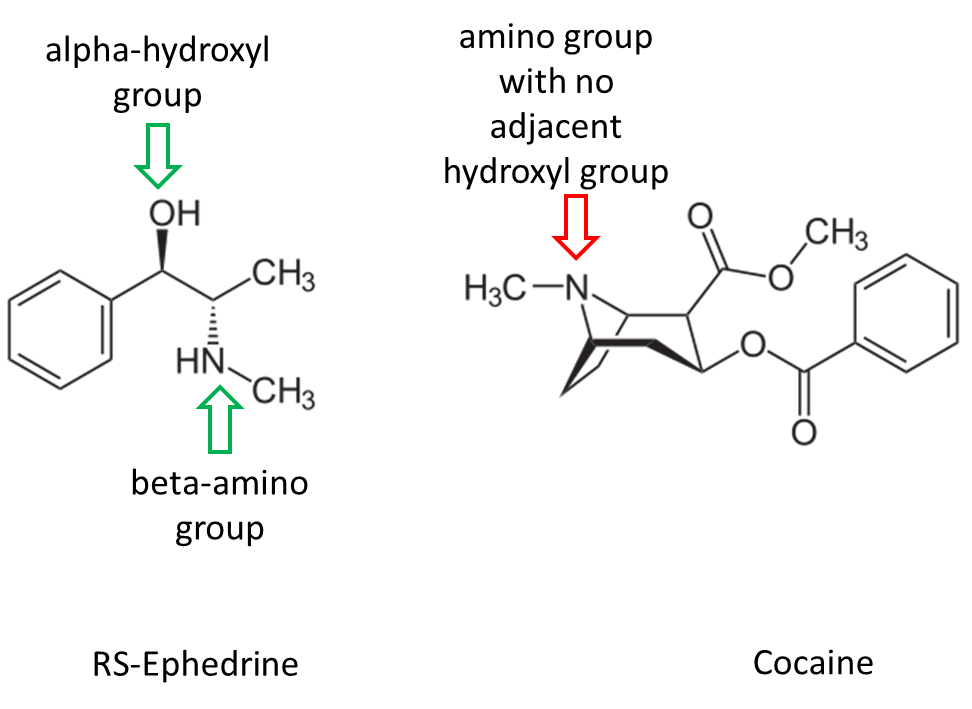 alpha-hydroxyl
group
OH
CH3
HN
CH3
beta-amino
group
RS-Ephedrine
amino group
with no
adjacent
hydroxyl group
H3C
N
O
O
CH3
O
O
Cocaine